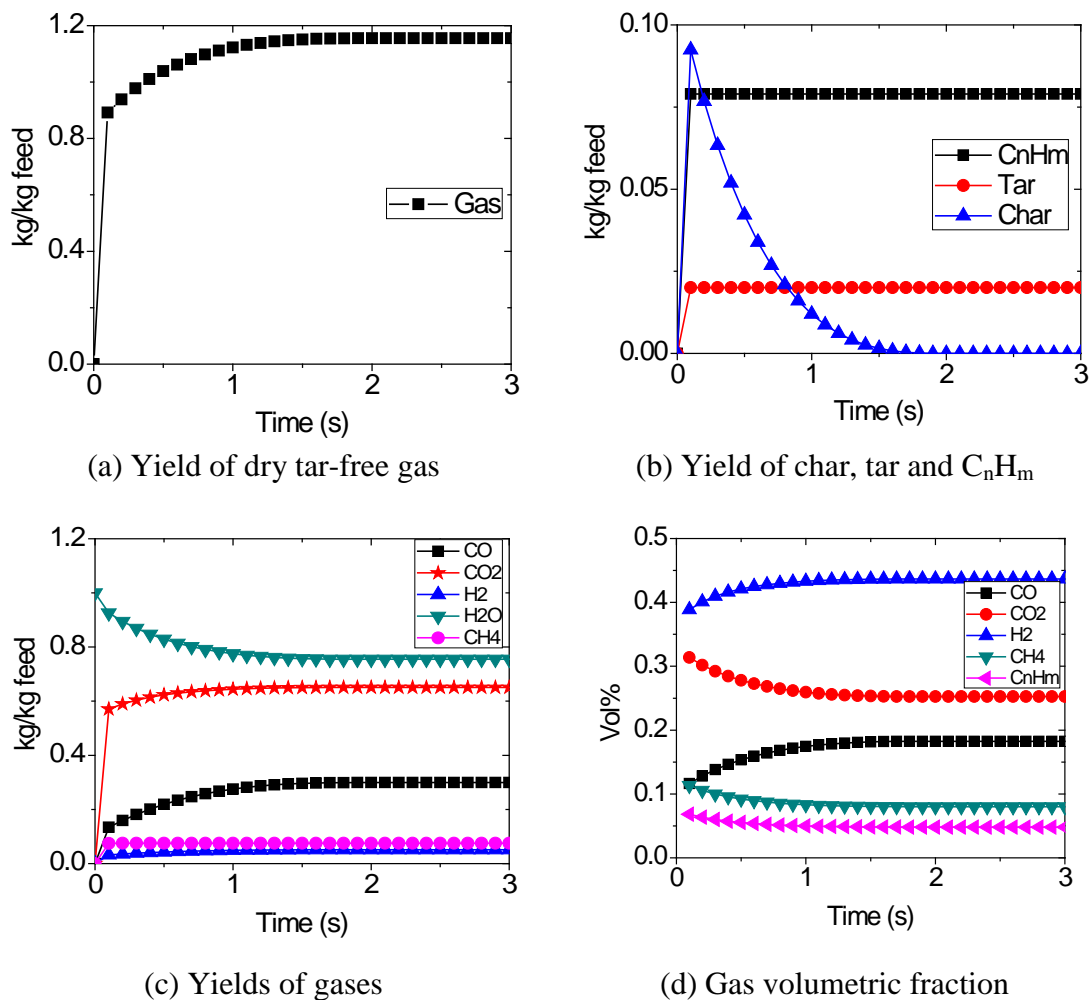 1.2
0.8
0.4
0.0
kg/kg feed
Gas
0 1 2 3
Time (s)
(a) Yield of dry tar-free gas
0.10
0.05
0.00
kg/kg feed
CnHm
Tar
Char
0 1 2 3
Time (s)
(b) Yield of char, tar and CnHm
1.2
0.8
0.4
0.0
kg/kg feed
CO
CO2
H2
H2O
CH4
0 1 2 3
Time (s)
(c) Yields of gases
0.5
0.4
0.3
0.2
0.1
0.0
Vol%
CO
CO2
H2
CH4
CnHm
0 1 2 3
Time (s)
(d) Gas volumetric fraction